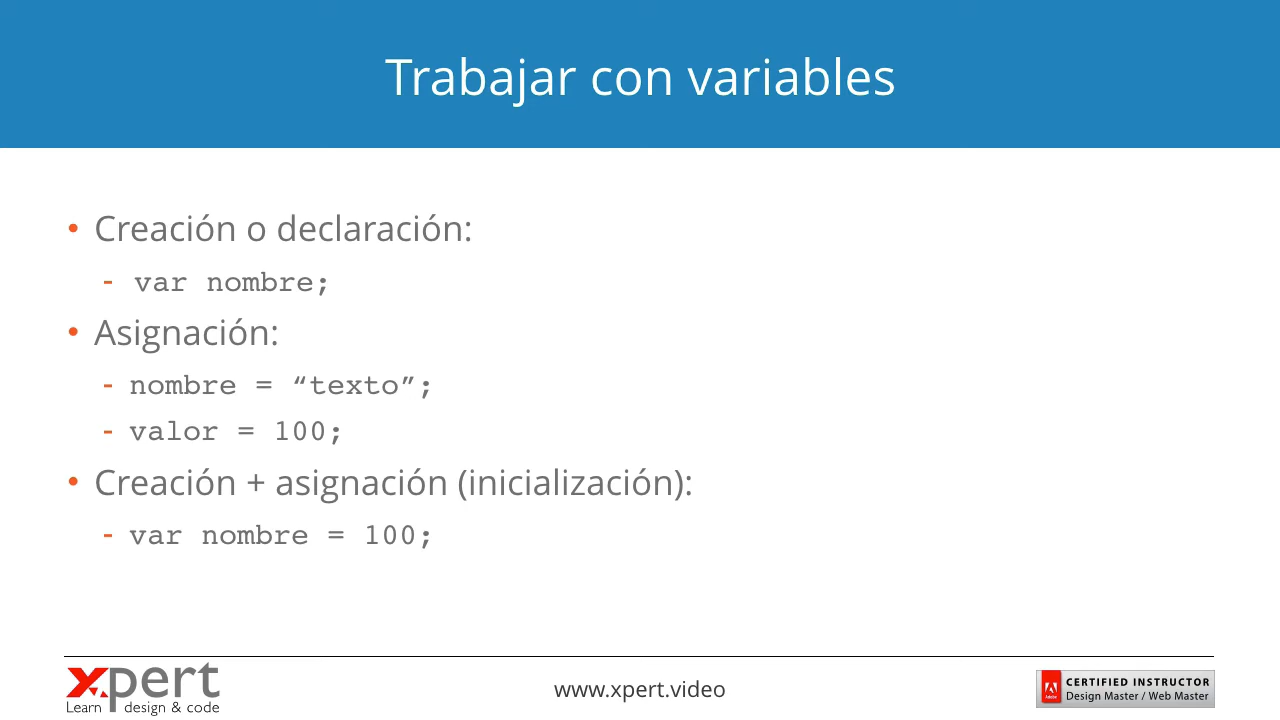 Trabajar con variables
• Creación o declaración:
- var nombre;
• Asignación:
- nombre = “texto”;
- valor = 100;
• Creación + asignación (inicialización):
- var nombre = 100;
xpert
Learn design & code
www.xpert.video
Adobe
CERTIFIED INSTRUCTOR
Design Master / Web Master